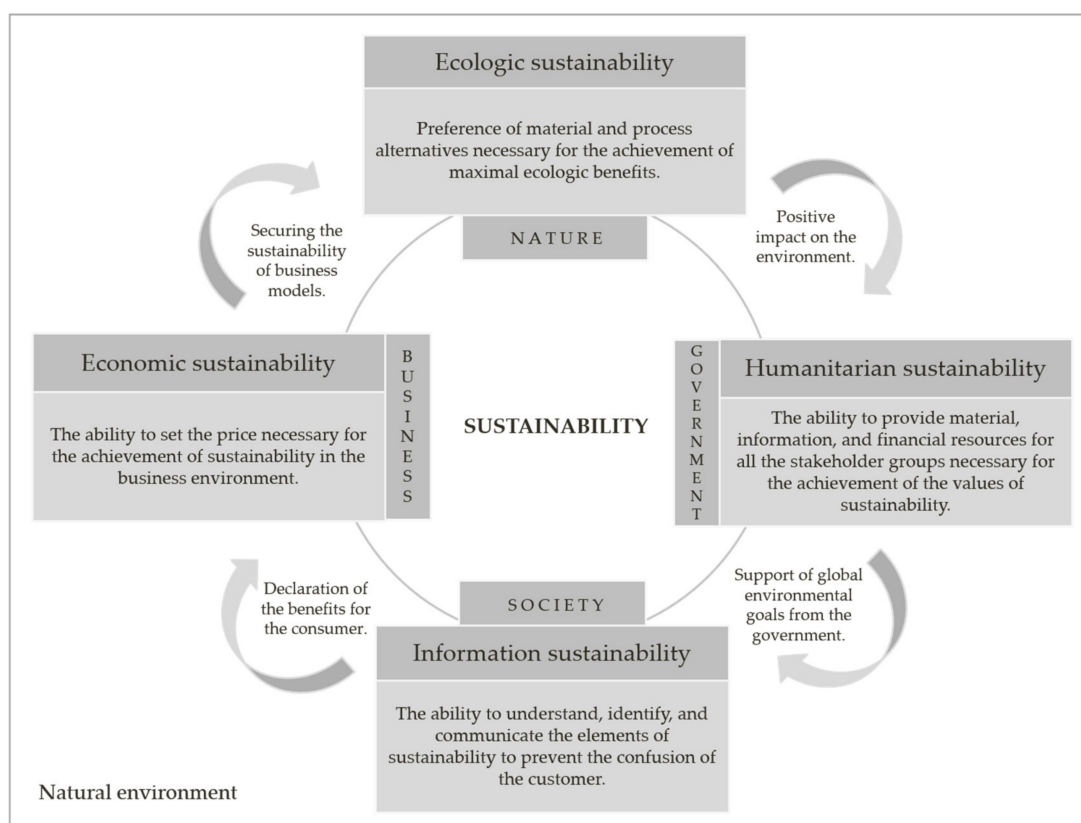 Ecologic sustainability
Preference of material and process
alternatives necessary for the achievement of
maximal ecologic benefits.
NATURE
Securing the
sustainability
of business
models.
Positive
impact on the
environment.
Economic sustainability
The ability to set the price necessary for
the achievement of sustainability in the
business environment.
BUSINESS
SUSTAINABILITY
GOVERNMENT
Humanitarian sustainability
The ability to provide material,
information, and financial resources for
all the stakeholder groups necessary for
the achievement of the values of
sustainability.
Declaration of
the benefits for
the consumer.
Support of global
environmental
goals from the
government.
SOCIETY
Information sustainability
The ability to understand, identify, and
communicate the elements of
sustainability to prevent the confusion of
the customer.
Natural environment